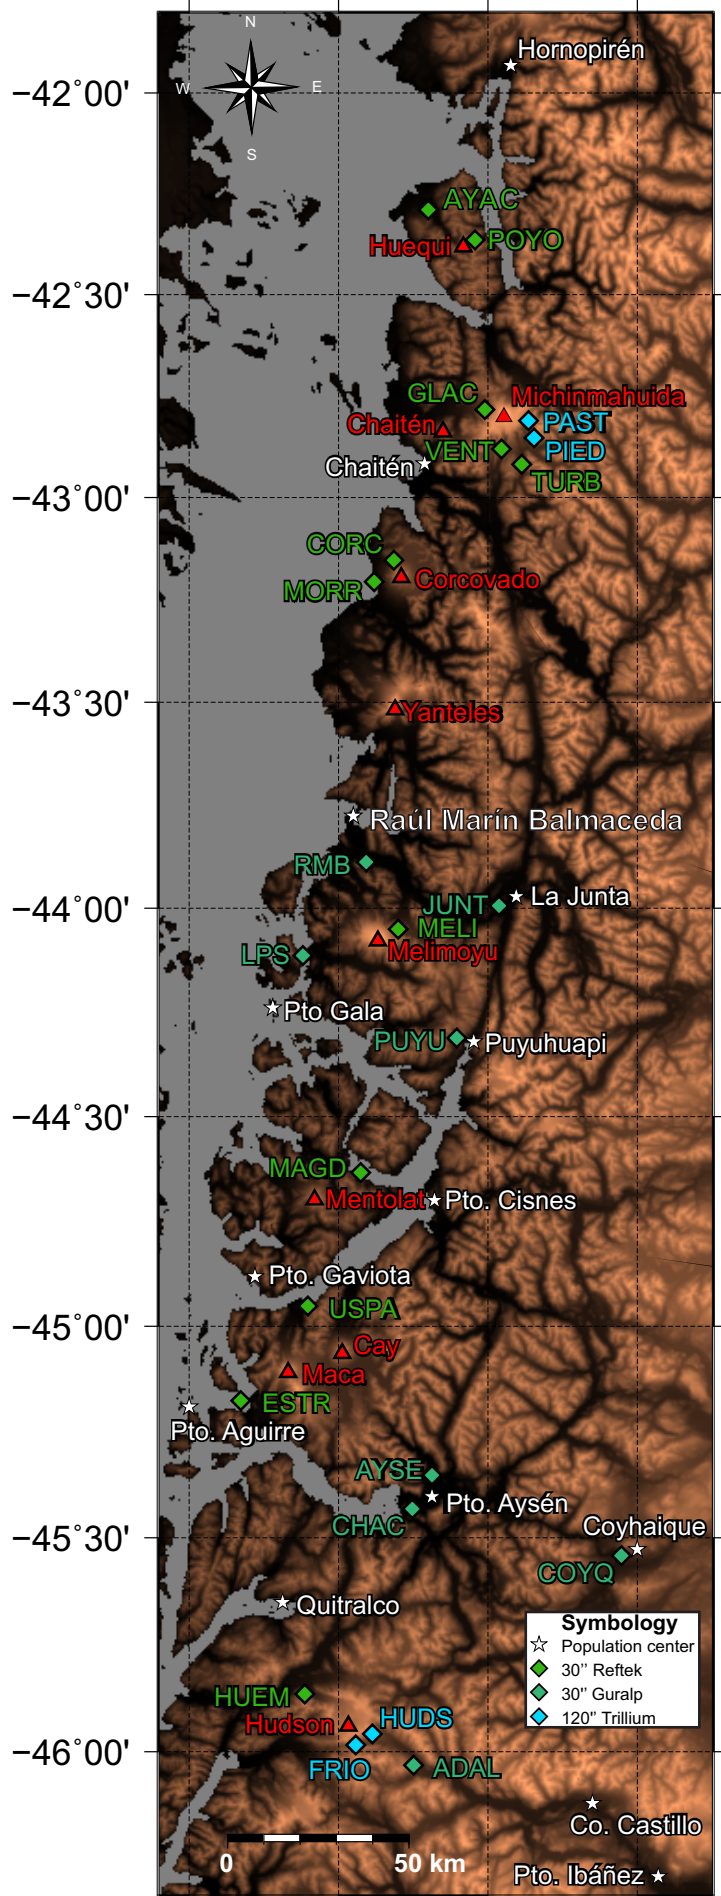 N
Hornopirén
−42˚00'
W
E
S
AYAC
POYO
Huequi
−42˚30'
GLAC
Michinmahuida
PAST
Chaitén
VENT
PIED
Chaitén
TURB
−43˚00'
CORC
Corcovado
MORR
−43˚30'
Yanteles
Raúl Marín Balmaceda
RMB
La Junta
JUNT
−44˚00'
MELI
Melimoyu
LPS
Pto Gala
PUYU
Puyuhuapi
−44˚30'
MAGD
Mentolat
Pto. Cisnes
Pto. Gaviota
USPA
−45˚00'
Cay
Maca
ESTR
Pto. Aguirre
AYSE
Pto. Aysén
CHAC
Coyhaique
−45˚30'
COYQ
Quitralco
Symbology
Population center
30'' Reftek
30'' Guralp
120'' Trillium
HUEM
HUDS
Hudson
−46˚00'
FRIO
ADAL
Co. Castillo
0
50 km
Pto. Ibáñez